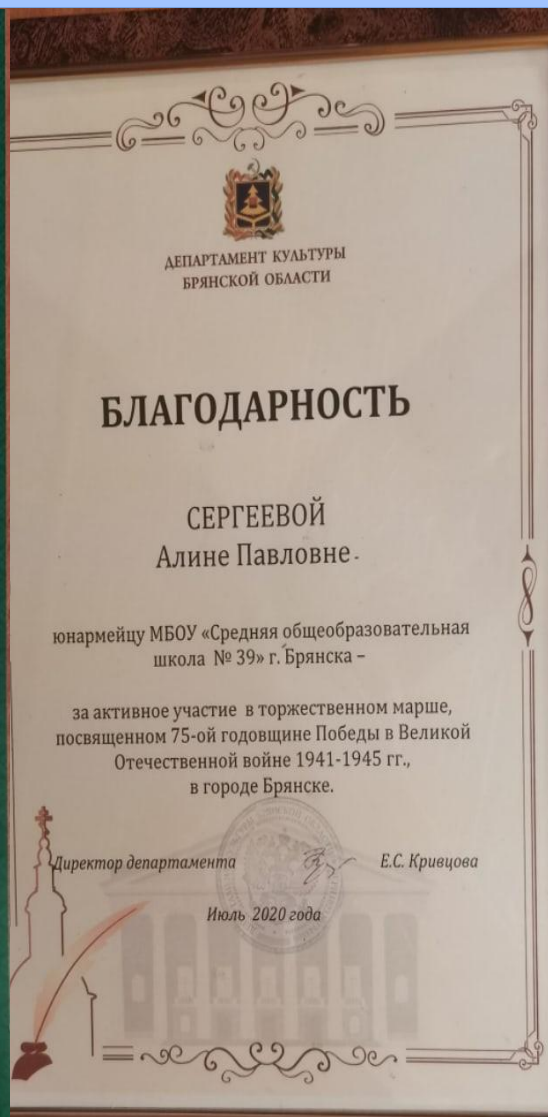 ДЕПАРТАМЕНТ КУЛЬТУРЫ
БРЯНСКОЙ ОБЛАСТИ
БЛАГОДАРНОСТЬ
СЕРГЕЕВОЙ
Алине Павловне
юнармейцу МБОУ «Средняя общеобразовательная
школа № 39» г. Брянска –
за активное участие в торжественном марше,
посвященном 75-ой годовщине Победы в Великой
Отечественной войне 1941-1945 гг.,
в городе Брянске.
Директор департамента Е.С. Кривцова
Июль 2020 года